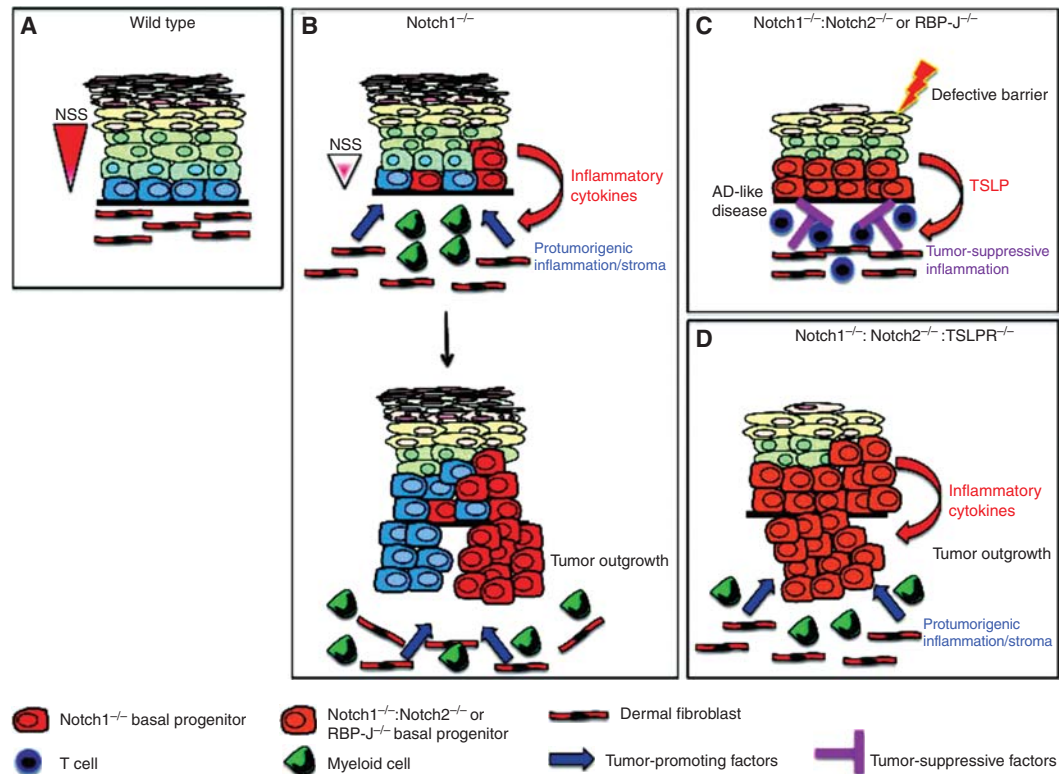 A
Wild type
NSS
B
Notch1⁻/⁻
NSS
Inflammatory
cytokines
Protumorigenic
inflammation/stroma
Tumor outgrowth
C
Notch1⁻/⁻:Notch2⁻/⁻ or RBP-J⁻/⁻
Defective barrier
AD-like
disease
TSLP
Tumor-suppressive
inflammation
D
Notch1⁻/⁻: Notch2⁻/⁻:TSLPR⁻/⁻
Inflammatory
cytokines
Tumor outgrowth
Protumorigenic
inflammation/stroma
Notch1⁻/⁻ basal progenitor
Notch1⁻/⁻:Notch2⁻/⁻ or
RBP-J⁻/⁻ basal progenitor
Dermal fibroblast
T cell
Myeloid cell
Tumor-promoting factors
Tumor-suppressive factors